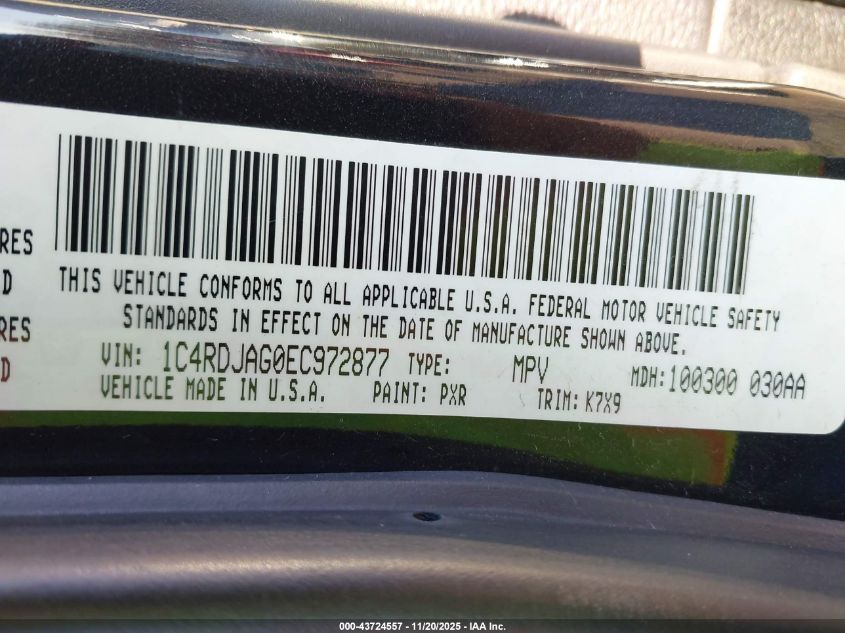 RES
D
RES
D
THIS VEHICLE CONFORMS TO ALL APPLICABLE U.S.A. FEDERAL MOTOR VEHICLE SAFETY
STANDARDS IN EFFECT ON THE DATE OF MANUFACTURE SHOWN ABOVE.
VIN: 1C4RDJAG0EC972877 TYPE: MPV MDH: 100300 030AA
VEHICLE MADE IN U.S.A. PAINT: PXR TRIM: K7X9
000-43724557 - 11/20/2025 - IAA Inc.